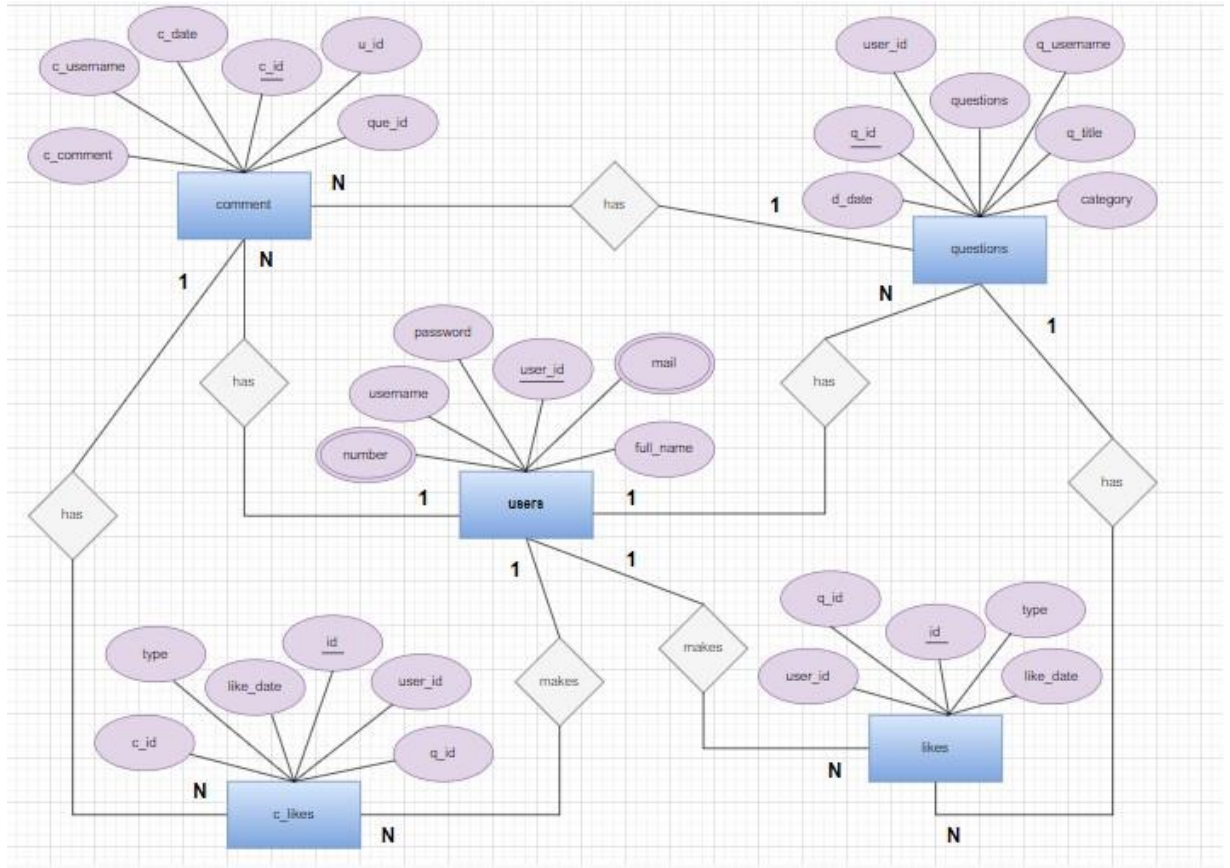 c_date
u_id
c_username
c_id
que_id
c_comment
comment
N
has
1
user_id
q_username
questions
q_id
q_title
d_date
category
questions
1
N
has
N
1
has
password
user_id
mail
username
number
full_name
users
1
1
has
has
1
1
makes
makes
type
id
like_date
user_id
c_id
q_id
c_likes
N
N
q_id
id
type
user_id
like_date
likes
N
N